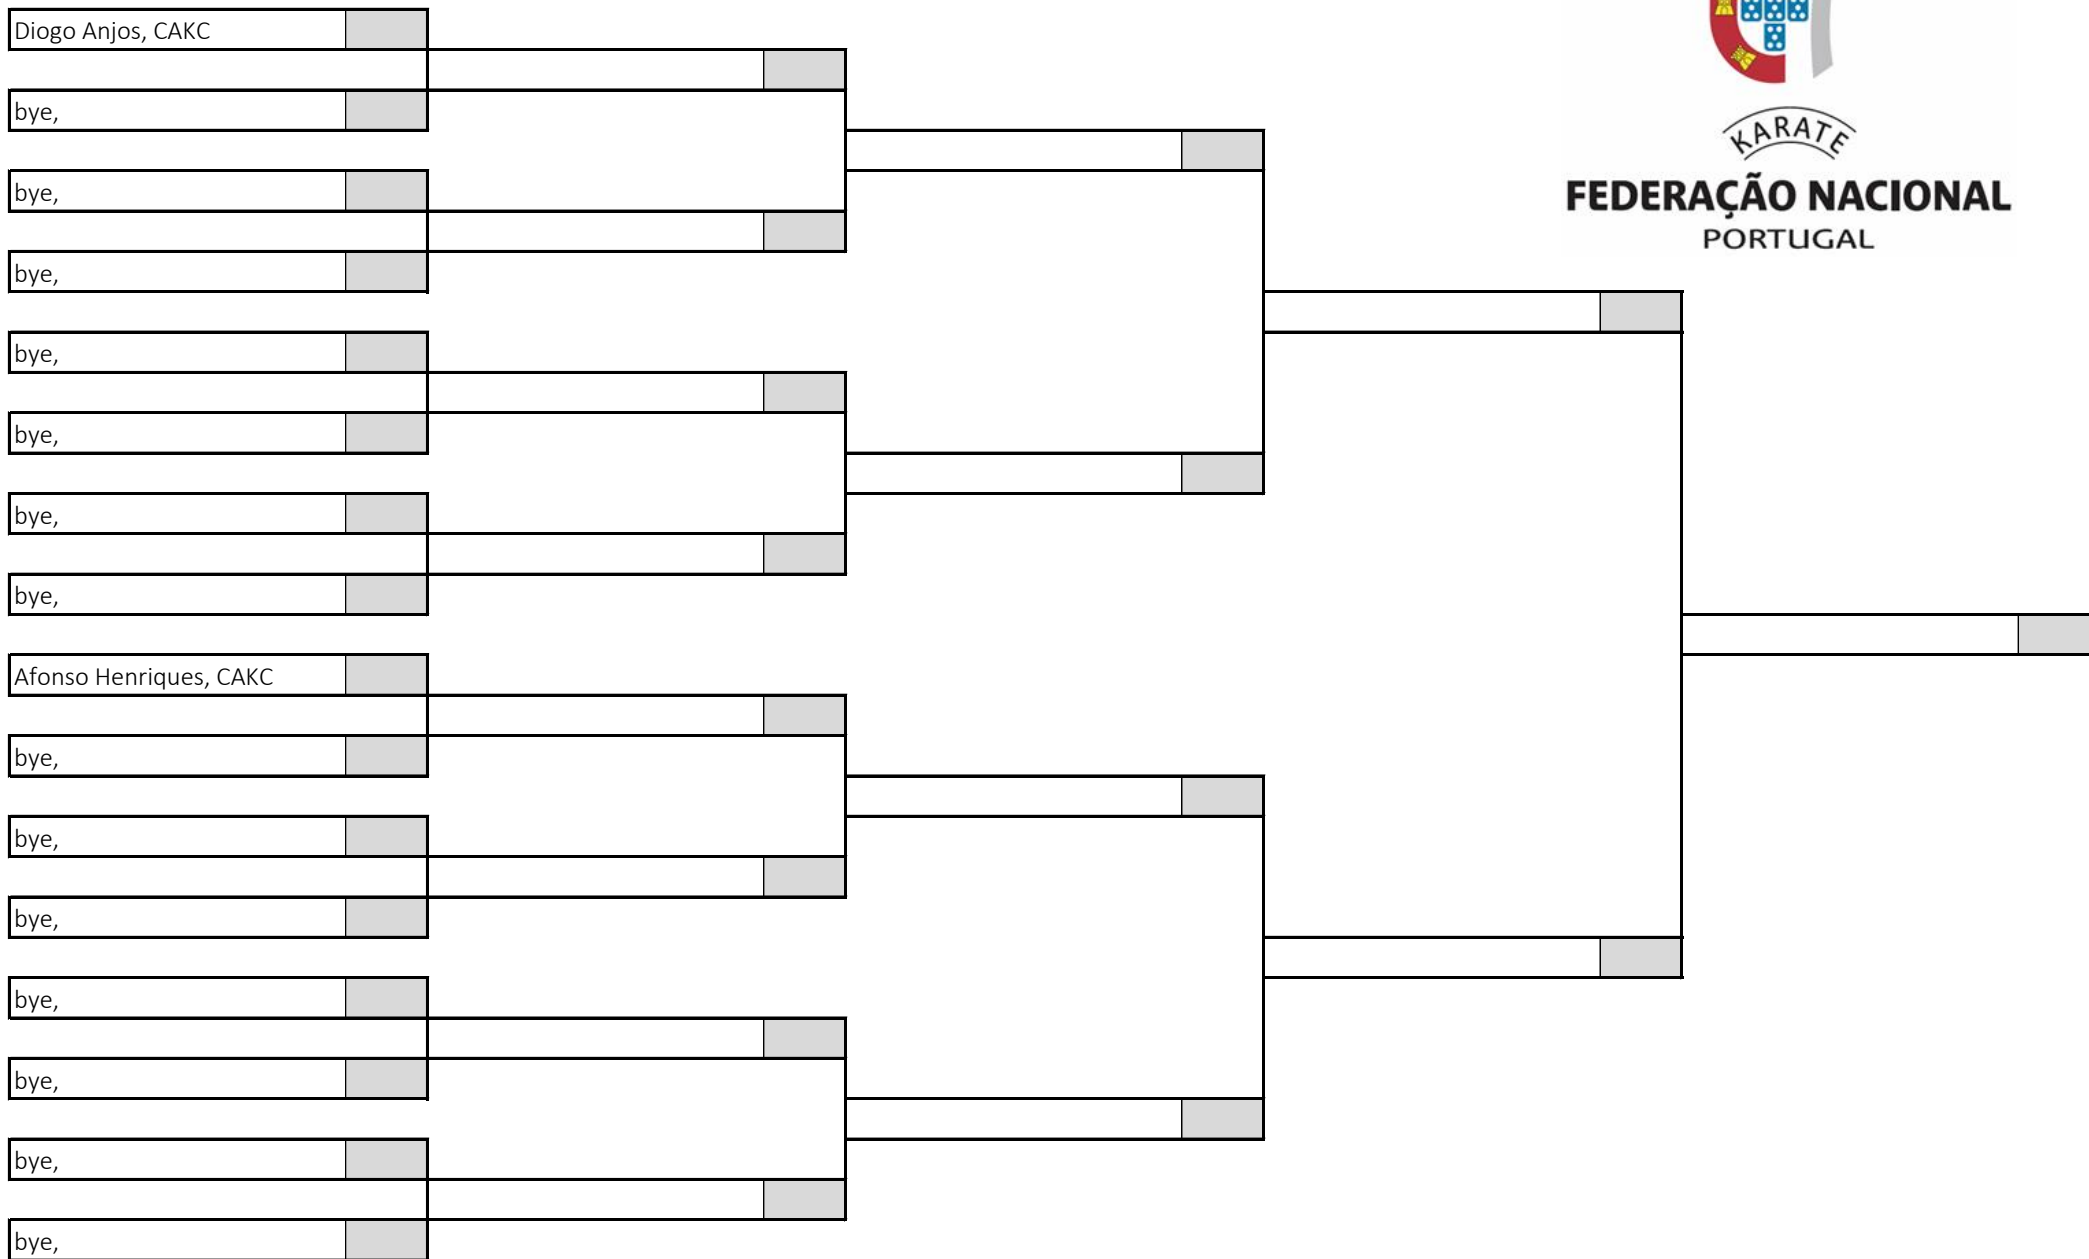 Diogo Anjos, CAKC
bye,
bye,
bye,
bye,
bye,
bye,
bye,
Afonso Henriques, CAKC
bye,
bye,
bye,
bye,
bye,
bye,
bye,
KARATE
FEDERAÇÃO NACIONAL
PORTUGAL